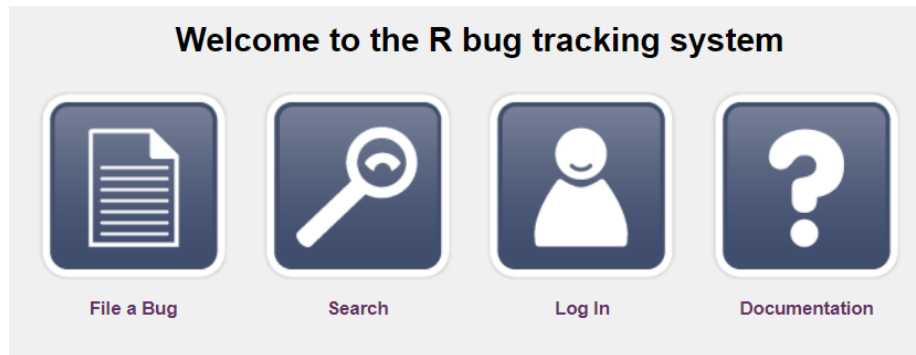 Welcome to the R bug tracking system
File a Bug
Search
Log In
Documentation